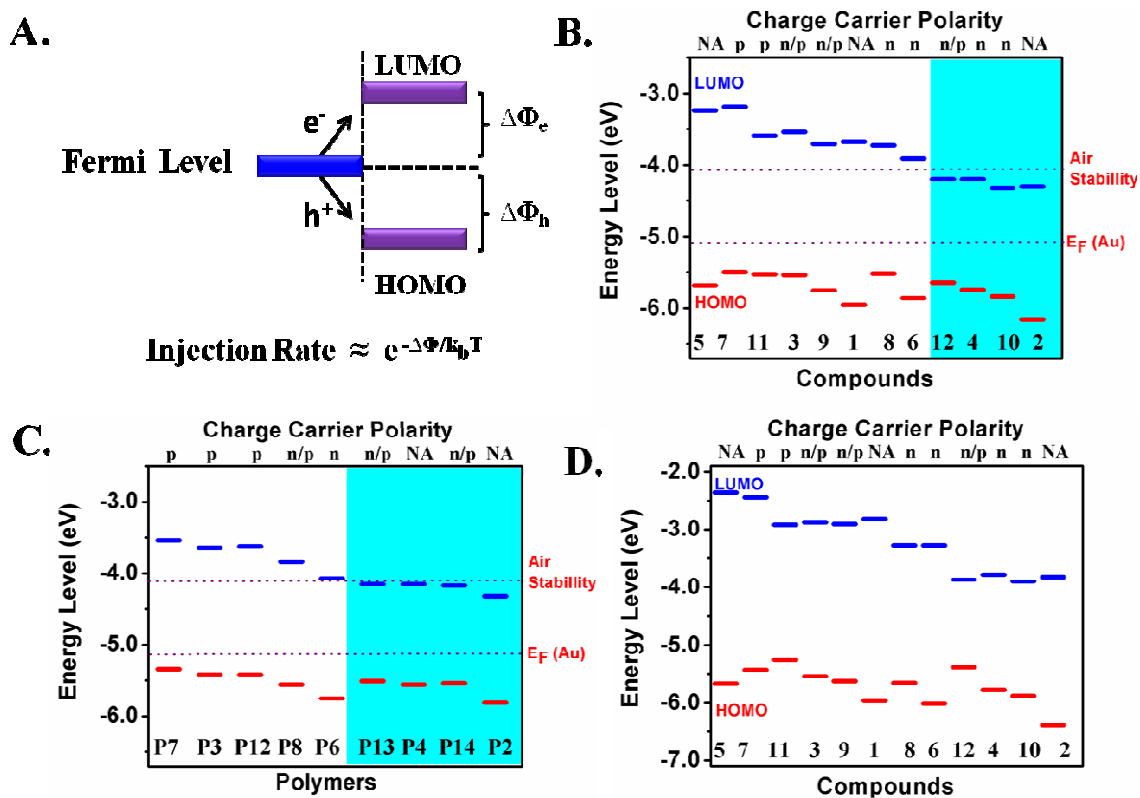 A.
LUMO
e-
ΔΦe
Fermi Level
h+
ΔΦh
HOMO
Injection Rate ≈ e-ΔΦ/kbT
B.
Charge Carrier Polarity
NA p p n/p n/p NA n n n/p n n NA
LUMO
-3.0
-4.0
-5.0
-6.0
Energy Level (eV)
Air
Stabillity
EF (Au)
HOMO
5 7 11 3 9 1 8 6 12 4 10 2
Compounds
C.
Charge Carrier Polarity
p p p n/p n n/p NA n/p NA
-3.0
-4.0
-5.0
-6.0
Energy Level (eV)
Air
Stabillity
EF (Au)
P7 P3 P12 P8 P6 P13 P4 P14 P2
Polymers
D.
Charge Carrier Polarity
NA p p n/p n/p NA n n n/p n n NA
-2.0
-3.0
-4.0
-5.0
-6.0
-7.0
Energy Level (eV)
LUMO
HOMO
5 7 11 3 9 1 8 6 12 4 10 2
Compounds